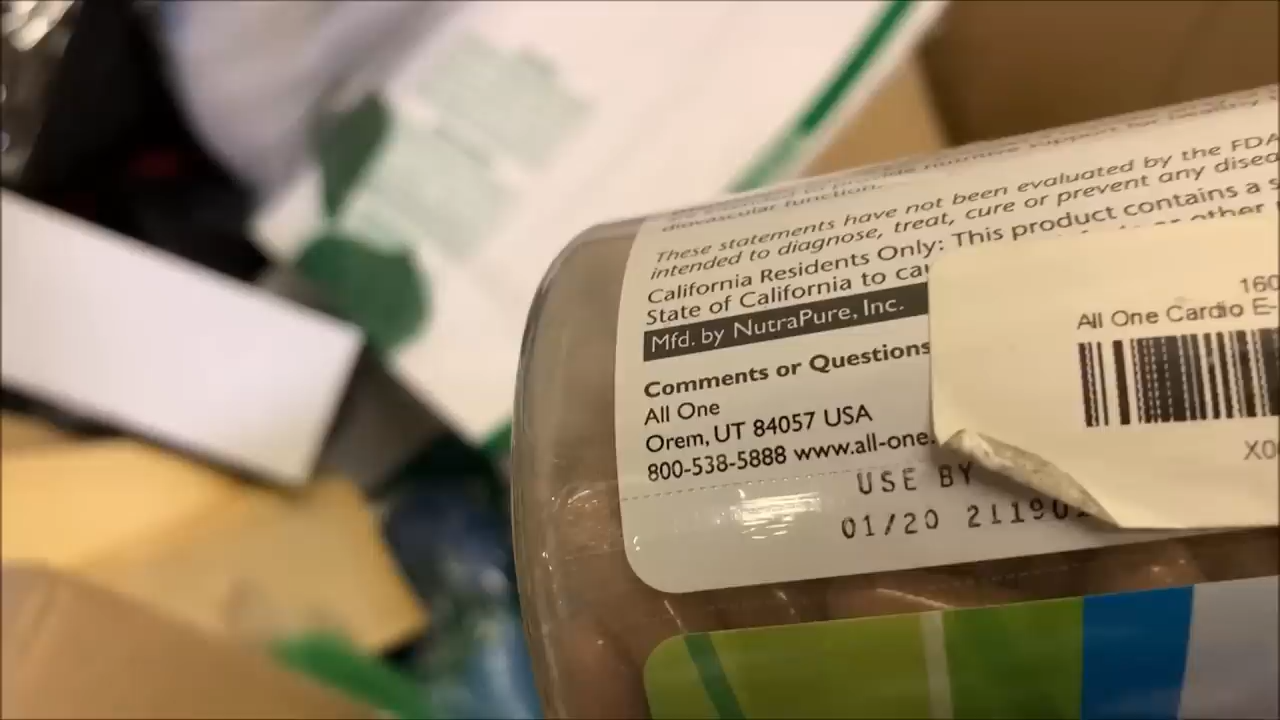 diovascular function.
These statements have not been evaluated by the FDA
intended to diagnose, treat, cure or prevent any
California Residents Only: This product contains a
State of California to
Mfd. by NutraPure, Inc.
Comments or Questions
All One
Orem, UT 84057 USA
800-538-5888 www.all-one.
USE BY
01/20 21190
160
All One Cardio E-
X0